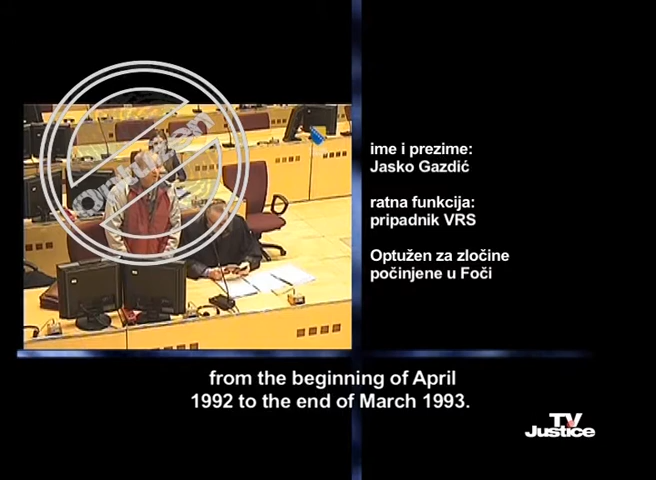 Optužen
ime i prezime:
Jasko Gazdić
ratna funkcija:
pripadnik VRS
Optužen za zločine
počinjene u Foči
from the beginning of April
1992 to the end of March 1993.
TV
Justice